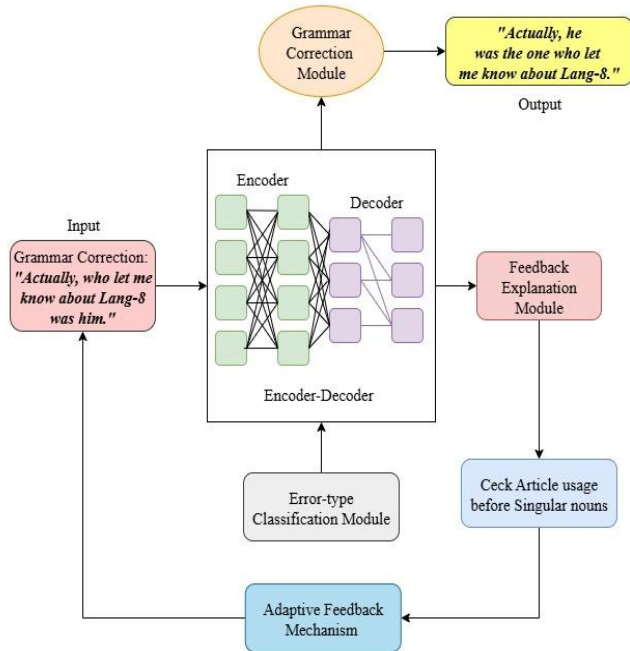 Grammar
Correction
Module
"Actually, he
was the one who let
me know about Lang-8."
Output
Encoder
Decoder
Input
Grammar Correction:
"Actually, who let me
know about Lang-8
was him."
Feedback
Explanation
Module
Encoder-Decoder
Error-type
Classification Module
Ceck Article usage
before Singular nouns
Adaptive Feedback
Mechanism